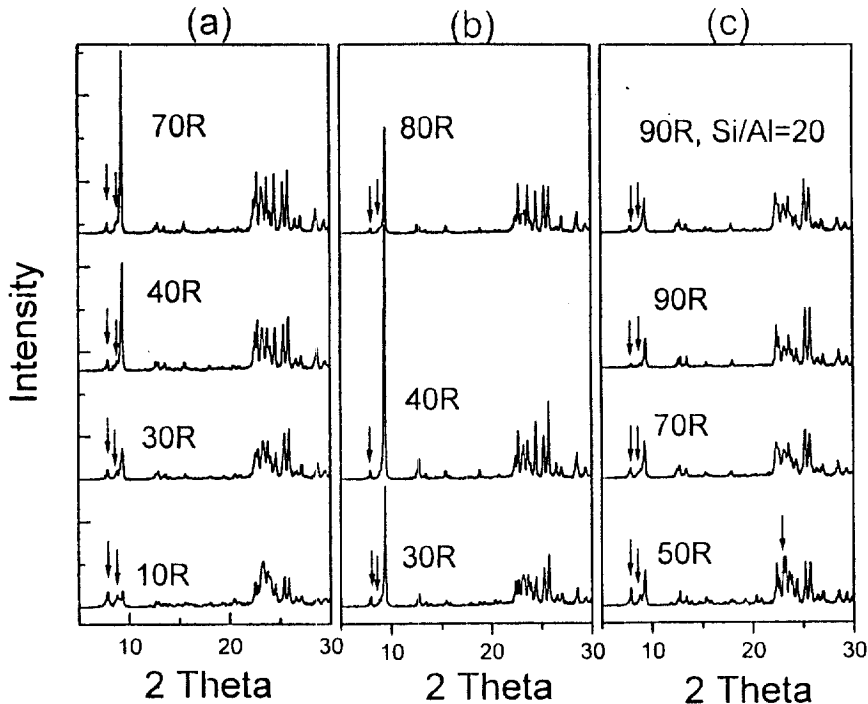 (a) (b) (c)
70R
40R
30R
10R
80R
40R
30R
90R, Si/Al=20
90R
70R
50R
Intensity
10 20 30
10 20 30
10 20 30
2 Theta 2 Theta 2 Theta